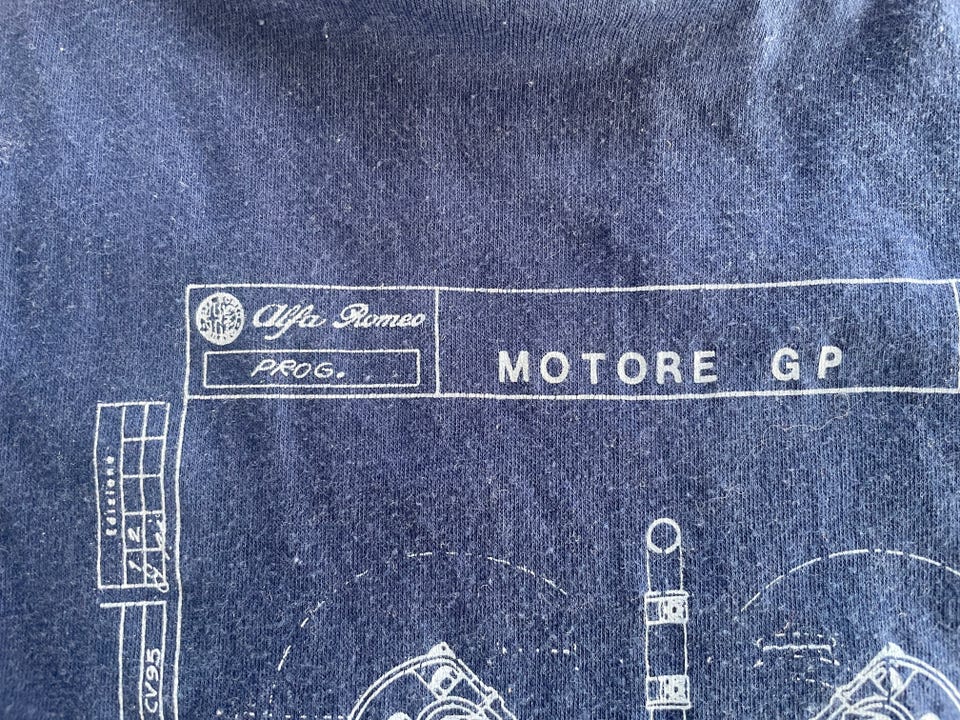 Alfa Romeo
PROG. . .
MOTORE GP
Edizione
1 2
CV95